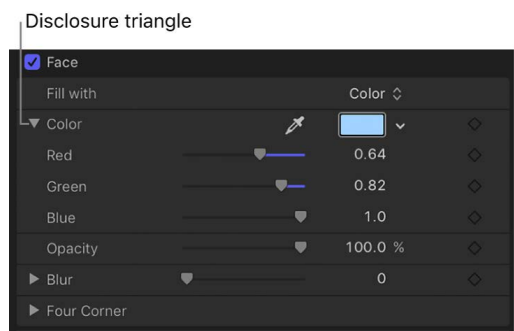 Disclosure triangle
Face
Fill with Color
Color
Red 0.64
Green 0.82
Blue 1.0
Opacity 100.0 %
Blur 0
Four Corner